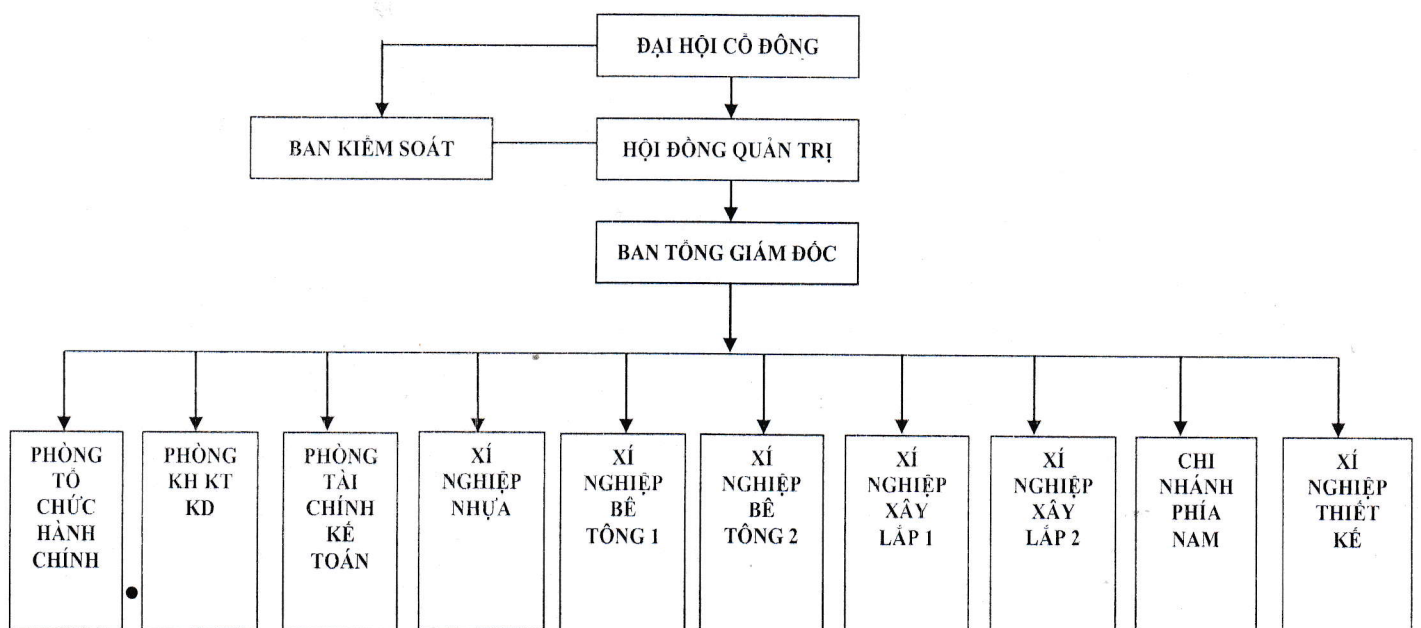 ĐẠI HỘI CỔ ĐÔNG
BAN KIỂM SOÁT
HỘI ĐỒNG QUẢN TRỊ
BAN TỔNG GIÁM ĐỐC
PHÒNG
TỔ
CHỨC
HÀNH
CHÍNH
PHÒNG
KH KT
KD
PHÒNG
TÀI
CHÍNH
KẾ
TOÁN
XÍ
NGHIỆP
NHỰA
XÍ
NGHIỆP
BÊ
TÔNG 1
XÍ
NGHIỆP
BÊ
TÔNG 2
XÍ
NGHIỆP
XÂY
LẮP 1
XÍ
NGHIỆP
XÂY
LẮP 2
CHI
NHÁNH
PHÍA
NAM
XÍ
NGHIỆP
THIẾT
KẾ